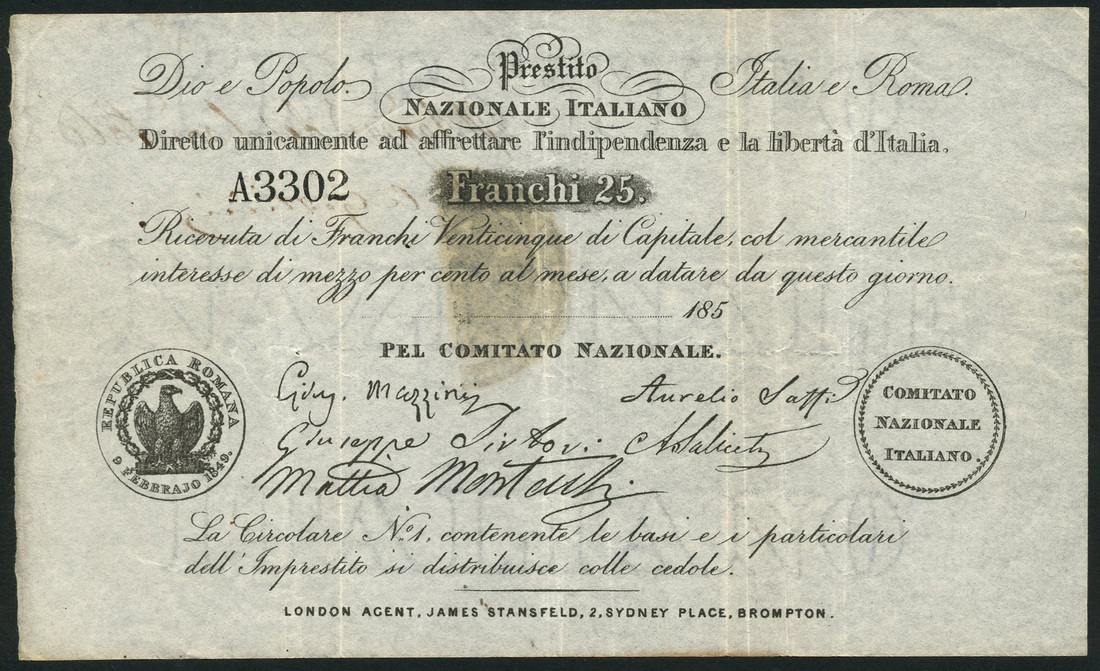 Dio e Popolo.
Prestito
Italia e Roma.
NAZIONALE ITALIANO
Diretto unicamente ad affrettare l'indipendenza e la libertà d'Italia.
A3302
Franchi 25.
Ricevuta di Franchi Venticinque di Capitale, col mercantile
interesse di mezzo per cento al mese, a datare da questo giorno.
185
PEL COMITATO NAZIONALE.
REPUBLICA ROMANA
9 FEBBRAJO 1849.
Mazzini
Aurelio Saffi
Giuseppe Sirtori.
ASaliceti
Mattia Montecchi.
COMITATO
NAZIONALE
ITALIANO.
La Circolare No. 1, contenente le basi e i particolari
dell'Imprestito si distribuisce colle cedole.
LONDON AGENT, JAMES STANSFELD, 2, SYDNEY PLACE, BROMPTON.